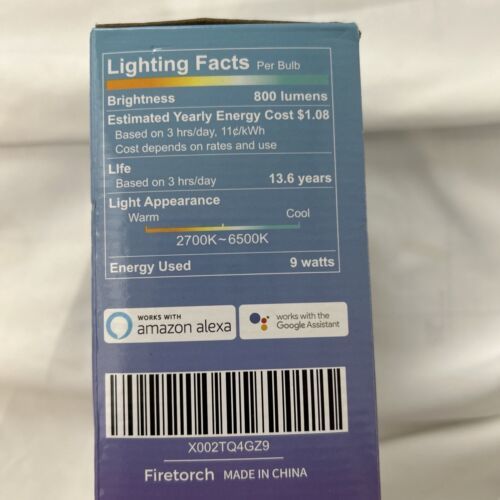 Lighting Facts Per Bulb
Brightness 800 lumens
Estimated Yearly Energy Cost $1.08
Based on 3 hrs/day, 11¢/kWh
Cost depends on rates and use
LIfe
Based on 3 hrs/day 13.6 years
Light Appearance
Warm Cool
2700K~6500K
Energy Used 9 watts
WORKS WITH
amazon alexa
works with the
Google Assistant
X002TQ4GZ9
Firetorch MADE IN CHINA